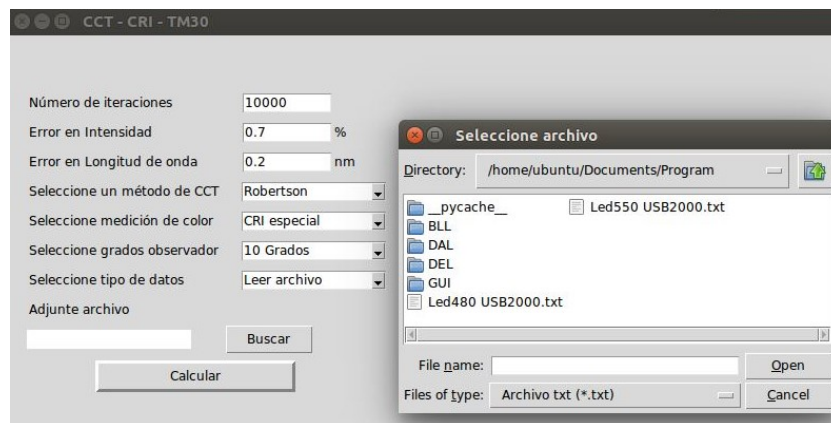 CCT - CRI - TM30
Número de iteraciones 10000
Error en Intensidad 0.7 %
Error en Longitud de onda 0.2 nm
Seleccione un método de CCT Robertson
Seleccione medición de color CRI especial
Seleccione grados observador 10 Grados
Seleccione tipo de datos Leer archivo
Adjunte archivo
Buscar
Calcular
Seleccione archivo
Directory: /home/ubuntu/Documents/Program
__pycache__
BLL
DAL
DEL
GUI
Led480 USB2000.txt
Led550 USB2000.txt
File name:
Open
Files of type: Archivo txt (*.txt)
Cancel